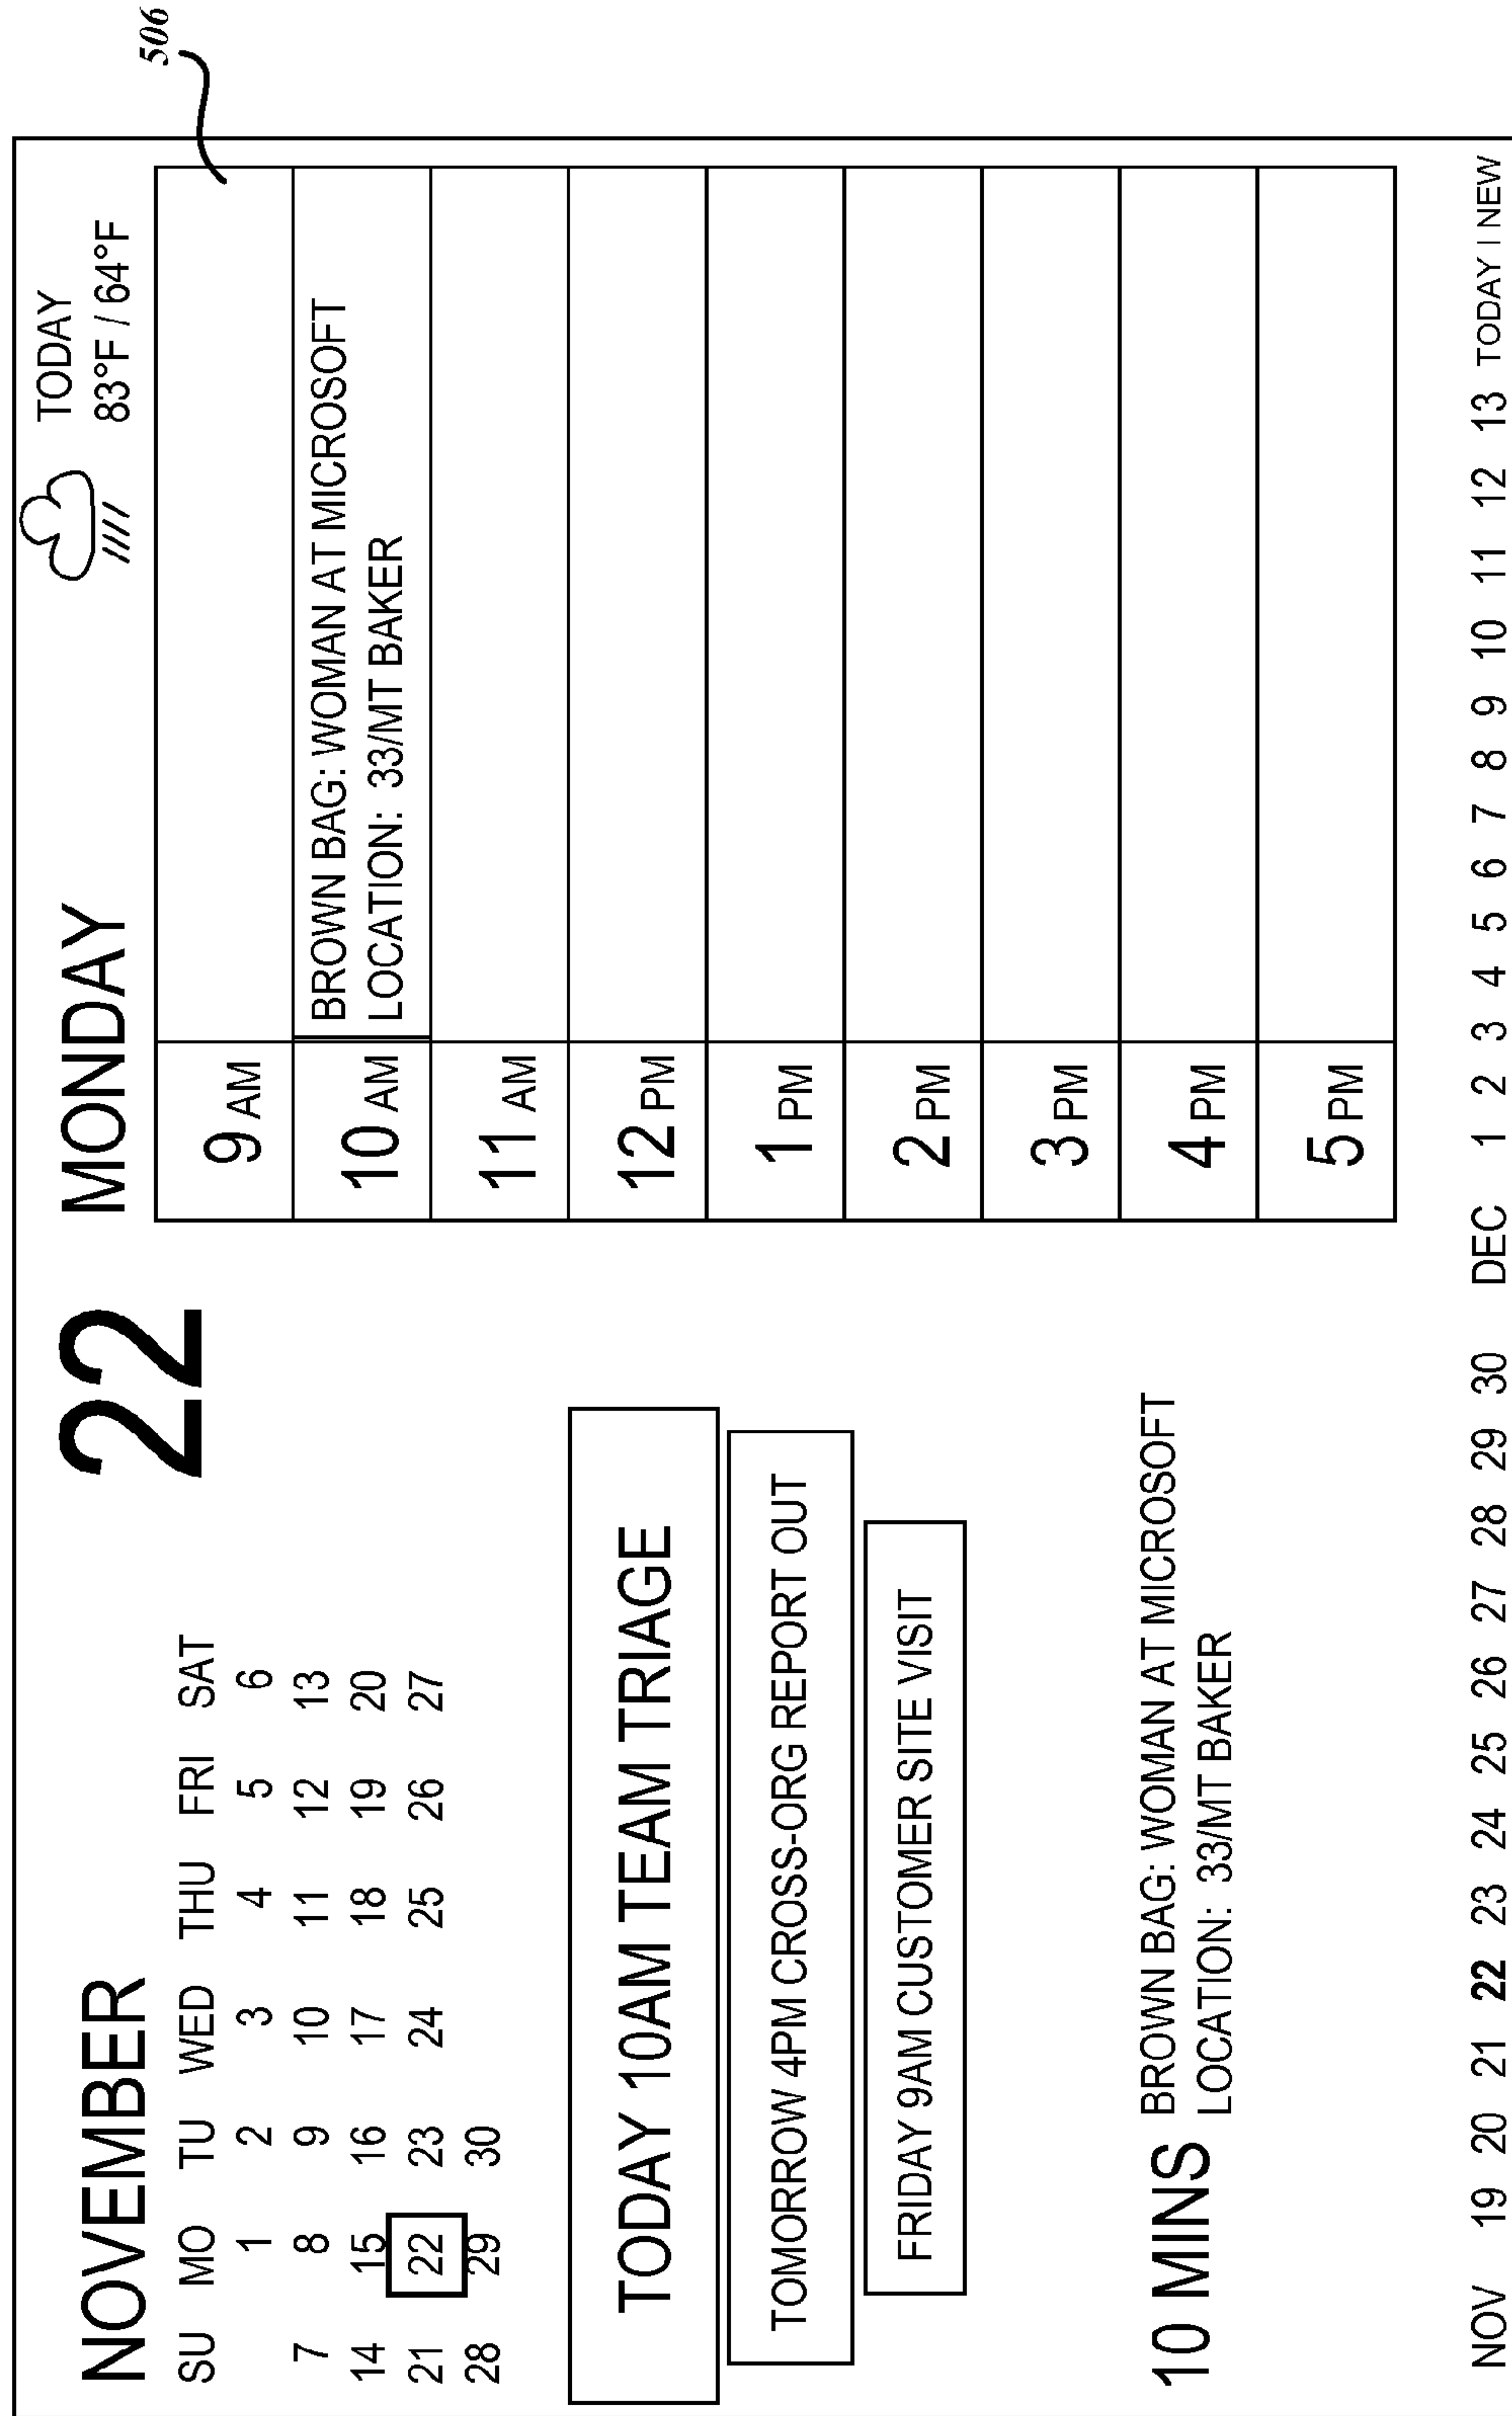 506
NOVEMBER
SU MO TU WED THU FRI SAT
1 2 3 4 5 6
7 8 9 10 11 12 13
14 15 16 17 18 19 20
21 22 23 24 25 26 27
28 29 30
22
TODAY 10AM TEAM TRIAGE
TOMORROW 4PM CROSS-ORG REPORT OUT
FRIDAY 9AM CUSTOMER SITE VISIT
10 MINS
BROWN BAG: WOMAN AT MICROSOFT
LOCATION: 33/MT BAKER
MONDAY
TODAY
83°F / 64°F
9 AM
10 AM
BROWN BAG: WOMAN AT MICROSOFT
LOCATION: 33/MT BAKER
11 AM
12 PM
1 PM
2 PM
3 PM
4 PM
5 PM
NOV 19 20 21 22 23 24 25 26 27 28 29 30 DEC 1 2 3 4 5 6 7 8 9 10 11 12 13 TODAY | NEW